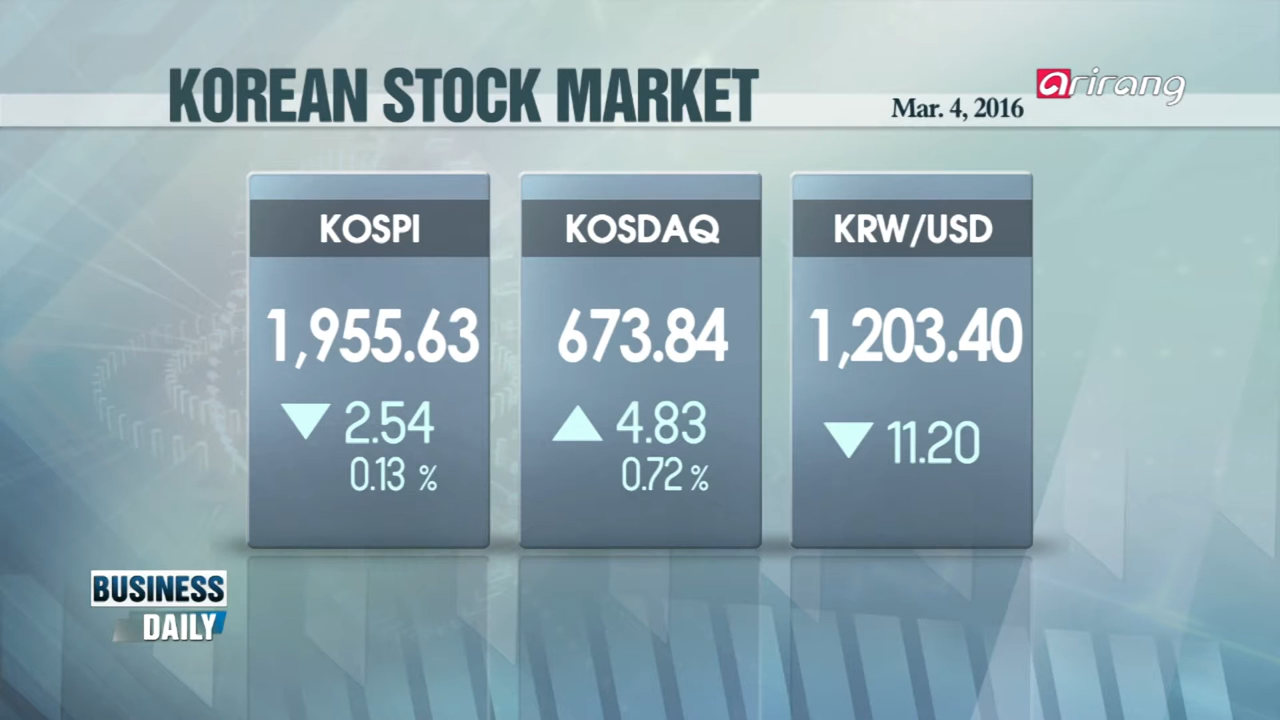 KOREAN STOCK MARKET
Mar. 4, 2016
arirang
KOSPI
1,955.63
▼ 2.54
0.13 %
KOSDAQ
673.84
▲ 4.83
0.72 %
KRW/USD
1,203.40
▼ 11.20
BUSINESS
DAILY